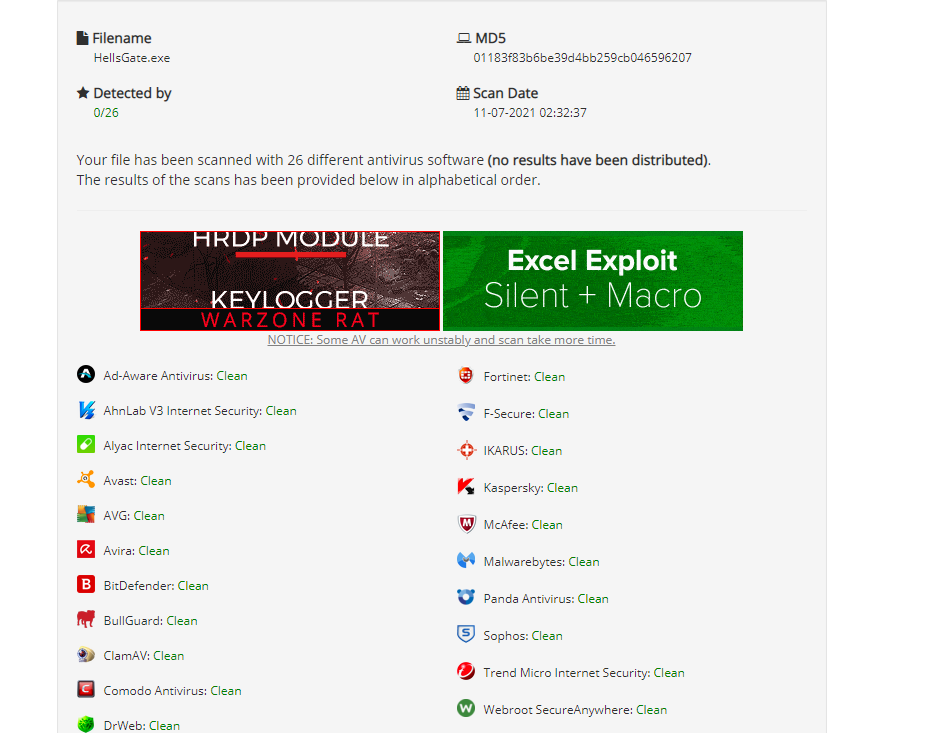 Filename
HellsGate.exe
MD5
01183f83b6be39d4bb259cb046596207
Detected by
0/26
Scan Date
11-07-2021 02:32:37
Your file has been scanned with 26 different antivirus software (no results have been distributed).
The results of the scans has been provided below in alphabetical order.
HRDP MODULE
KEYLOGGER
WARZONE RAT
Excel Exploit
Silent + Macro
NOTICE: Some AV can work unstably and scan take more time.
Ad-Aware Antivirus: Clean
AhnLab V3 Internet Security: Clean
Alyac Internet Security: Clean
Avast: Clean
AVG: Clean
Avira: Clean
BitDefender: Clean
BullGuard: Clean
ClamAV: Clean
Comodo Antivirus: Clean
DrWeb: Clean
Fortinet: Clean
F-Secure: Clean
IKARUS: Clean
Kaspersky: Clean
McAfee: Clean
Malwarebytes: Clean
Panda Antivirus: Clean
Sophos: Clean
Trend Micro Internet Security: Clean
Webroot SecureAnywhere: Clean